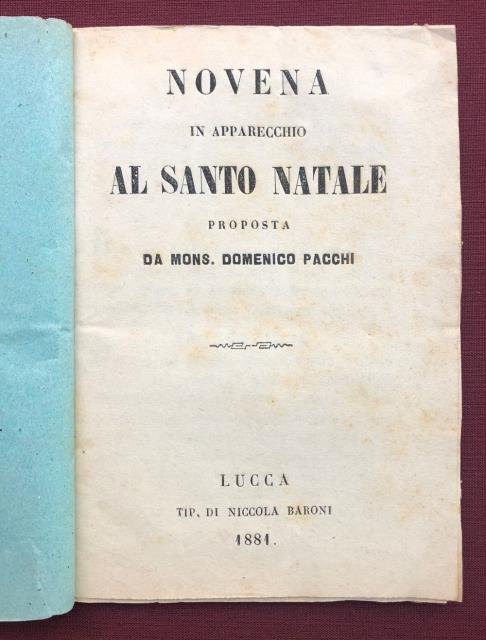 NOVENA
IN APPARECCHIO
AL SANTO NATALE
PROPOSTA
DA MONS. DOMENICO PACCHI
LUCCA
TIP. DI NICCOLA BARONI
1881.